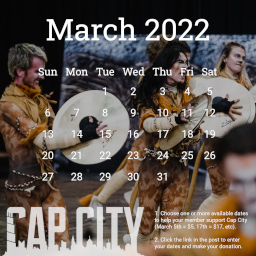 March 2022
Sun Mon Tue Wed Thu Fri Sat
1 2 3 4 5
6 7 8 9 10 11 12
13 14 15 16 17 18 19
20 21 22 23 24 25 26
27 28 29 30 31
CAP CITY
1. Choose one or more available dates
to help your mentor support Cap City
(March 5th = $5, 17th = $17, etc).
2. Click the link in the post to enter
your dates and make your donation.